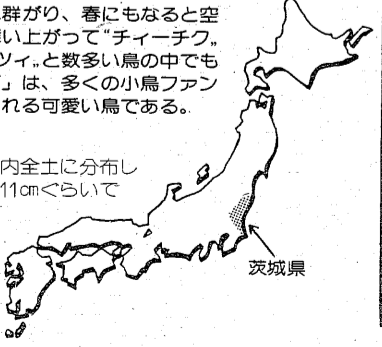 群がり、春にもなると空
い上がって“チィーチク„
ツィ„と数多い鳥の中でも
」は、多くの小鳥ファン
れる可愛い鳥である。
内全土に分布し
11cmぐらいで
茨城県